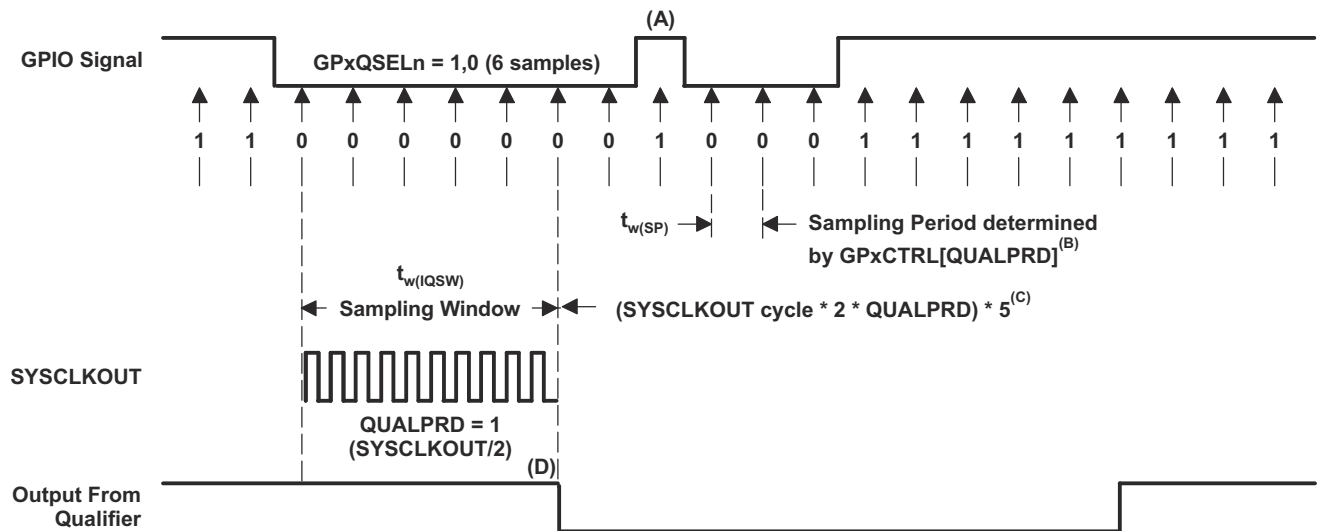 (A)
GPIO Signal
GPxQSELn = 1,0 (6 samples)
1 1 0 0 0 0 0 0 0 1 0 0 0 1 1 1 1 1 1 1 1 1
tw(SP)
Sampling Period determined
by GPxCTRL[QUALPRD](B)
tw(IQSW)
Sampling Window
(SYSCLKOUT cycle * 2 * QUALPRD) * 5(C)
SYSCLKOUT
QUALPRD = 1
(SYSCLKOUT/2)
(D)
Output From
Qualifier